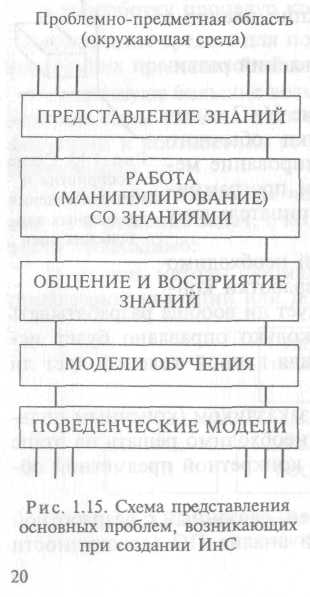 Проблемно-предметная область
(окружающая среда)
ПРЕДСТАВЛЕНИЕ ЗНАНИЙ
РАБОТА
(МАНИПУЛИРОВАНИЕ)
СО ЗНАНИЯМИ
ОБЩЕНИЕ И ВОСПРИЯТИЕ
ЗНАНИЙ
МОДЕЛИ ОБУЧЕНИЯ
ПОВЕДЕНЧЕСКИЕ МОДЕЛИ
Рис. 1.15. Схема представления
основных проблем, возникающих
при создании ИнС
20